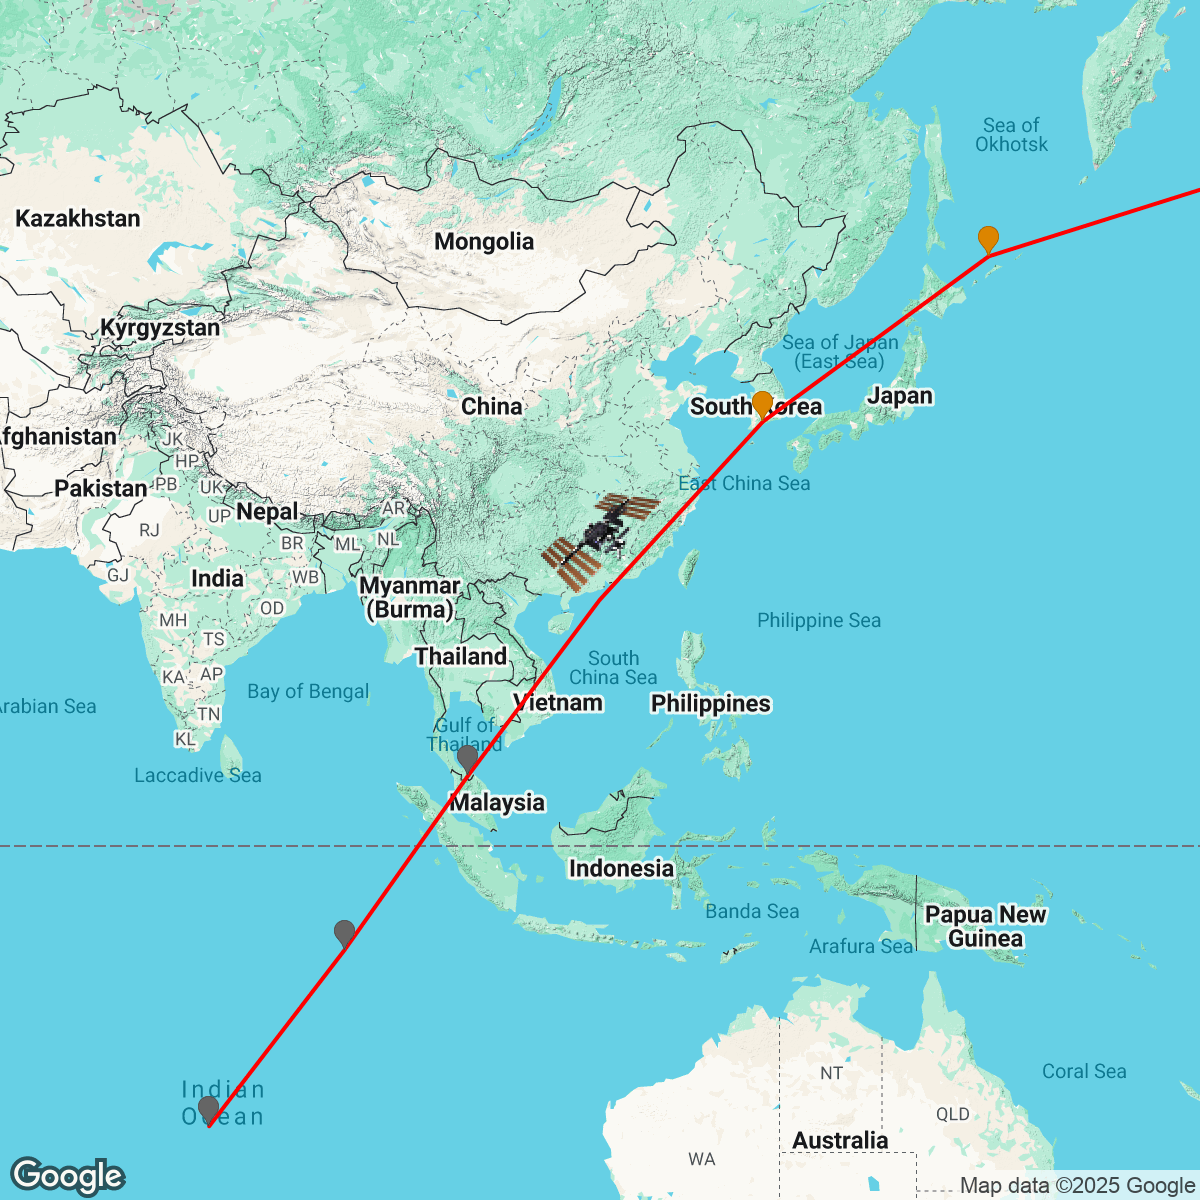 Sea of
Okhotsk
Kazakhstan
Mongolia
Kyrgyzstan
Sea of Japan
(East Sea)
Japan
China
South Korea
Afghanistan
JK
HP
Pakistan
PB
UK
East China Sea
Nepal
AR
UP
RJ
NL
BR
ML
GJ
India
WB
Myanmar
(Burma)
OD
MH
Philippine Sea
TS
Thailand
South
China Sea
KA
AP
Bay of Bengal
Vietnam
Philippines
Arabian Sea
TN
Gulf of
Thailand
KL
Laccadive Sea
Malaysia
Indonesia
Banda Sea
Papua New
Guinea
Arafura Sea
Indian
Ocean
NT
Coral Sea
QLD
Australia
WA
Google
Map data ©2025 Google